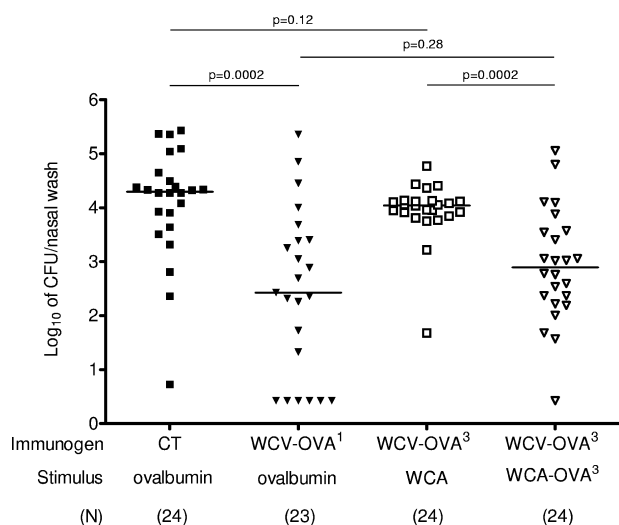 p=0.12
p=0.28
p=0.0002 p=0.0002
6
5
4
3
2
1
0
Log10 of CFU/nasal wash
Immunogen CT WCV-OVA1 WCV-OVA3 WCV-OVA3
Stimulus ovalbumin ovalbumin WCA WCA-OVA3
(N) (24) (23) (24) (24)